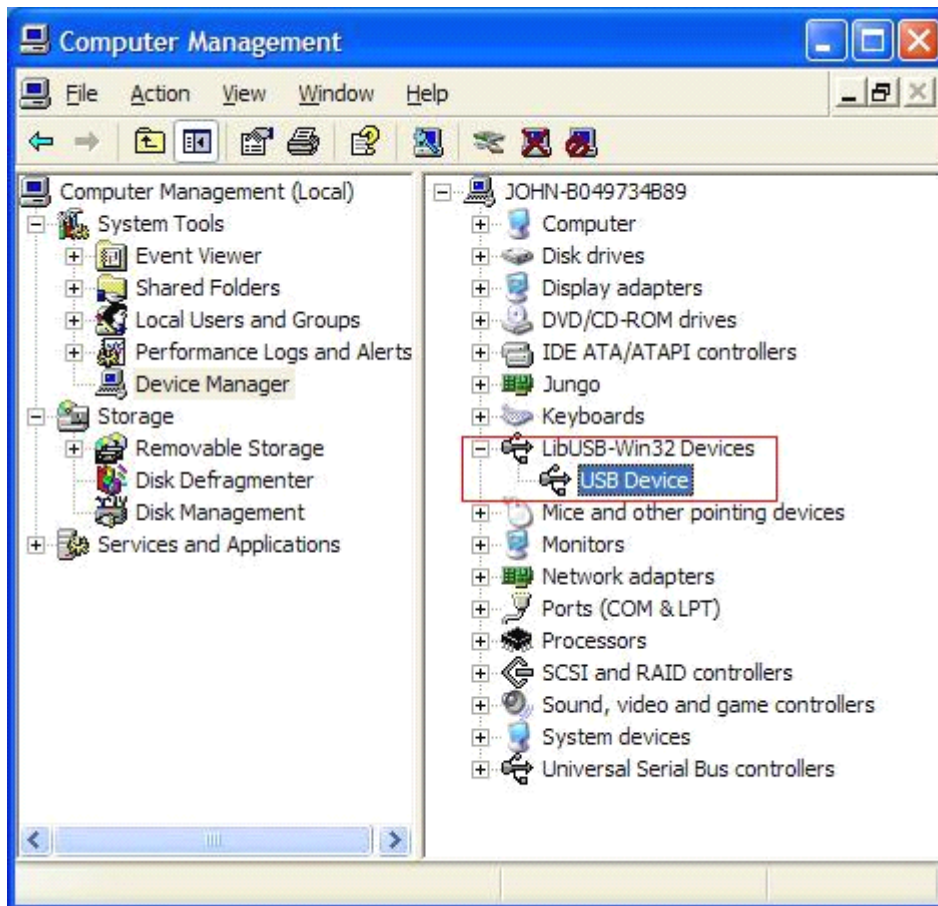 Computer Management
File Action View Window Help
Computer Management (Local)
System Tools
Event Viewer
Shared Folders
Local Users and Groups
Performance Logs and Alerts
Device Manager
Storage
Removable Storage
Disk Defragmenter
Disk Management
Services and Applications
JOHN-B049734B89
Computer
Disk drives
Display adapters
DVD/CD-ROM drives
IDE ATA/ATAPI controllers
Jungo
Keyboards
LibUSB-Win32 Devices
USB Device
Mice and other pointing devices
Monitors
Network adapters
Ports (COM & LPT)
Processors
SCSI and RAID controllers
Sound, video and game controllers
System devices
Universal Serial Bus controllers